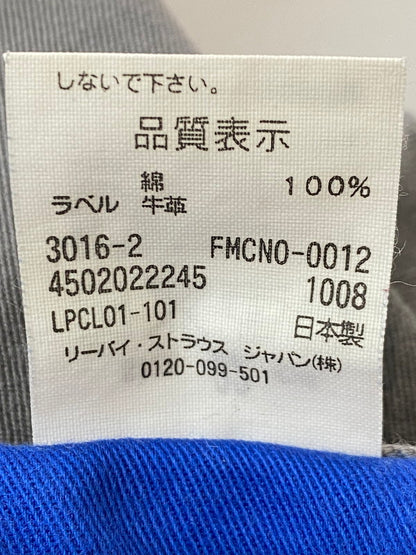 しないで下さい。
品質表示
綿 100%
ラベル 牛革
3016-2 FMCNO-0012
4502022245 1008
LPCL01-101 日本製
リーバイ・ストラウス ジャパン(株)
0120-099-501